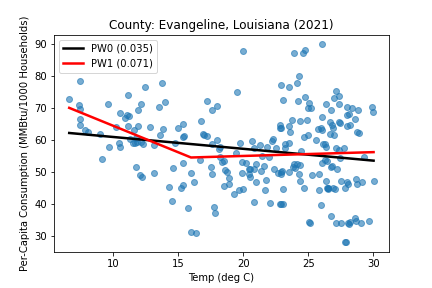 County: Evangeline, Louisiana (2021)
Per-Capita Consumption (MMBtu/1000 Households)
90
80
70
60
50
40
30
PW0 (0.035)
PW1 (0.071)
10 15 20 25 30
Temp (deg C)